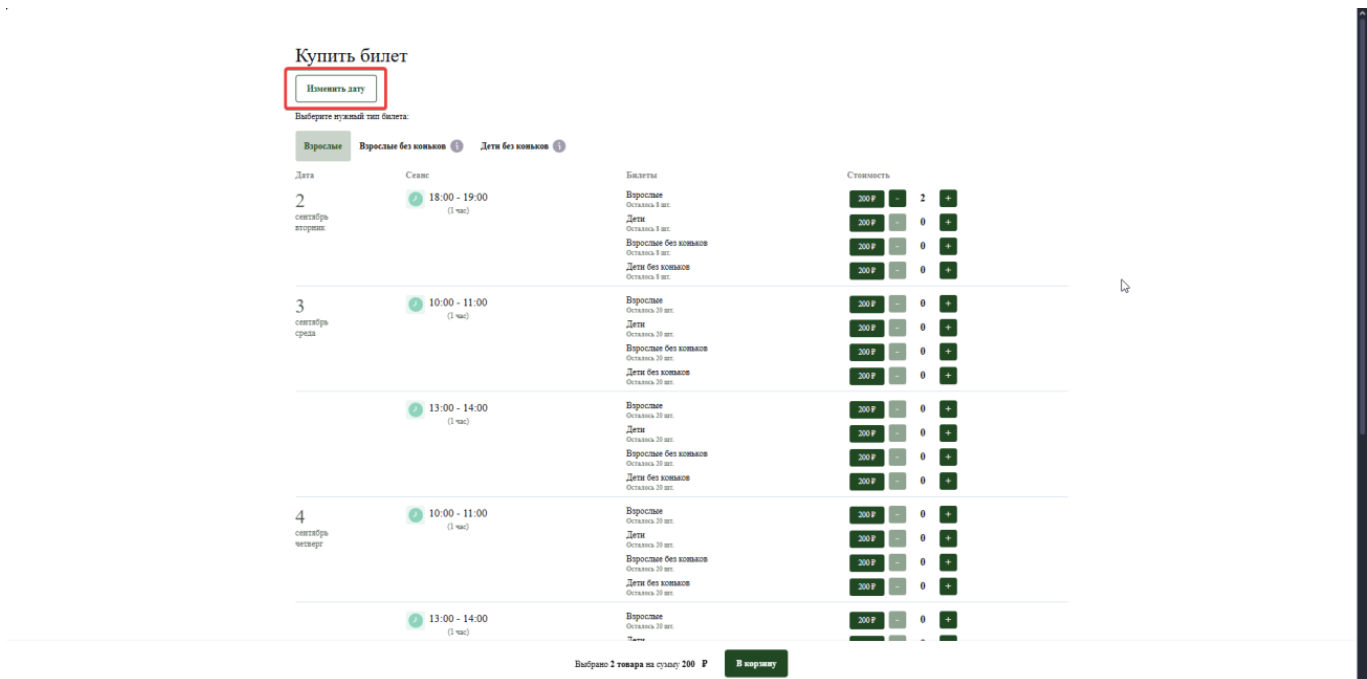 Купить билет
Изменить дату
Выберите нужный тип билета:
Взрослые Взрослые без коньков i Дети без коньков i
Дата Сеанс Билеты Стоимость
2 18:00 - 19:00 Взрослые 200 ₽ - 2 +
сентябрь (1 час) Осталось 8 шт.
вторник Дети 200 ₽ - 0 +
Осталось 8 шт.
Взрослые без коньков 200 ₽ - 0 +
Осталось 8 шт.
Дети без коньков 200 ₽ - 0 +
Осталось 8 шт.
3 10:00 - 11:00 Взрослые 200 ₽ - 0 +
сентябрь (1 час) Осталось 20 шт.
среда Дети 200 ₽ - 0 +
Осталось 20 шт.
Взрослые без коньков 200 ₽ - 0 +
Осталось 20 шт.
Дети без коньков 200 ₽ - 0 +
Осталось 20 шт.
13:00 - 14:00 Взрослые 200 ₽ - 0 +
(1 час) Осталось 20 шт.
Дети 200 ₽ - 0 +
Осталось 20 шт.
Взрослые без коньков 200 ₽ - 0 +
Осталось 20 шт.
Дети без коньков 200 ₽ - 0 +
Осталось 20 шт.
4 10:00 - 11:00 Взрослые 200 ₽ - 0 +
сентябрь (1 час) Осталось 20 шт.
четверг Дети 200 ₽ - 0 +
Осталось 20 шт.
Взрослые без коньков 200 ₽ - 0 +
Осталось 20 шт.
Дети без коньков 200 ₽ - 0 +
Осталось 20 шт.
13:00 - 14:00 Взрослые 200 ₽ - 0 +
(1 час) Осталось 20 шт.
Дети
Выбрано 2 товара на сумму 200 ₽ В корзину